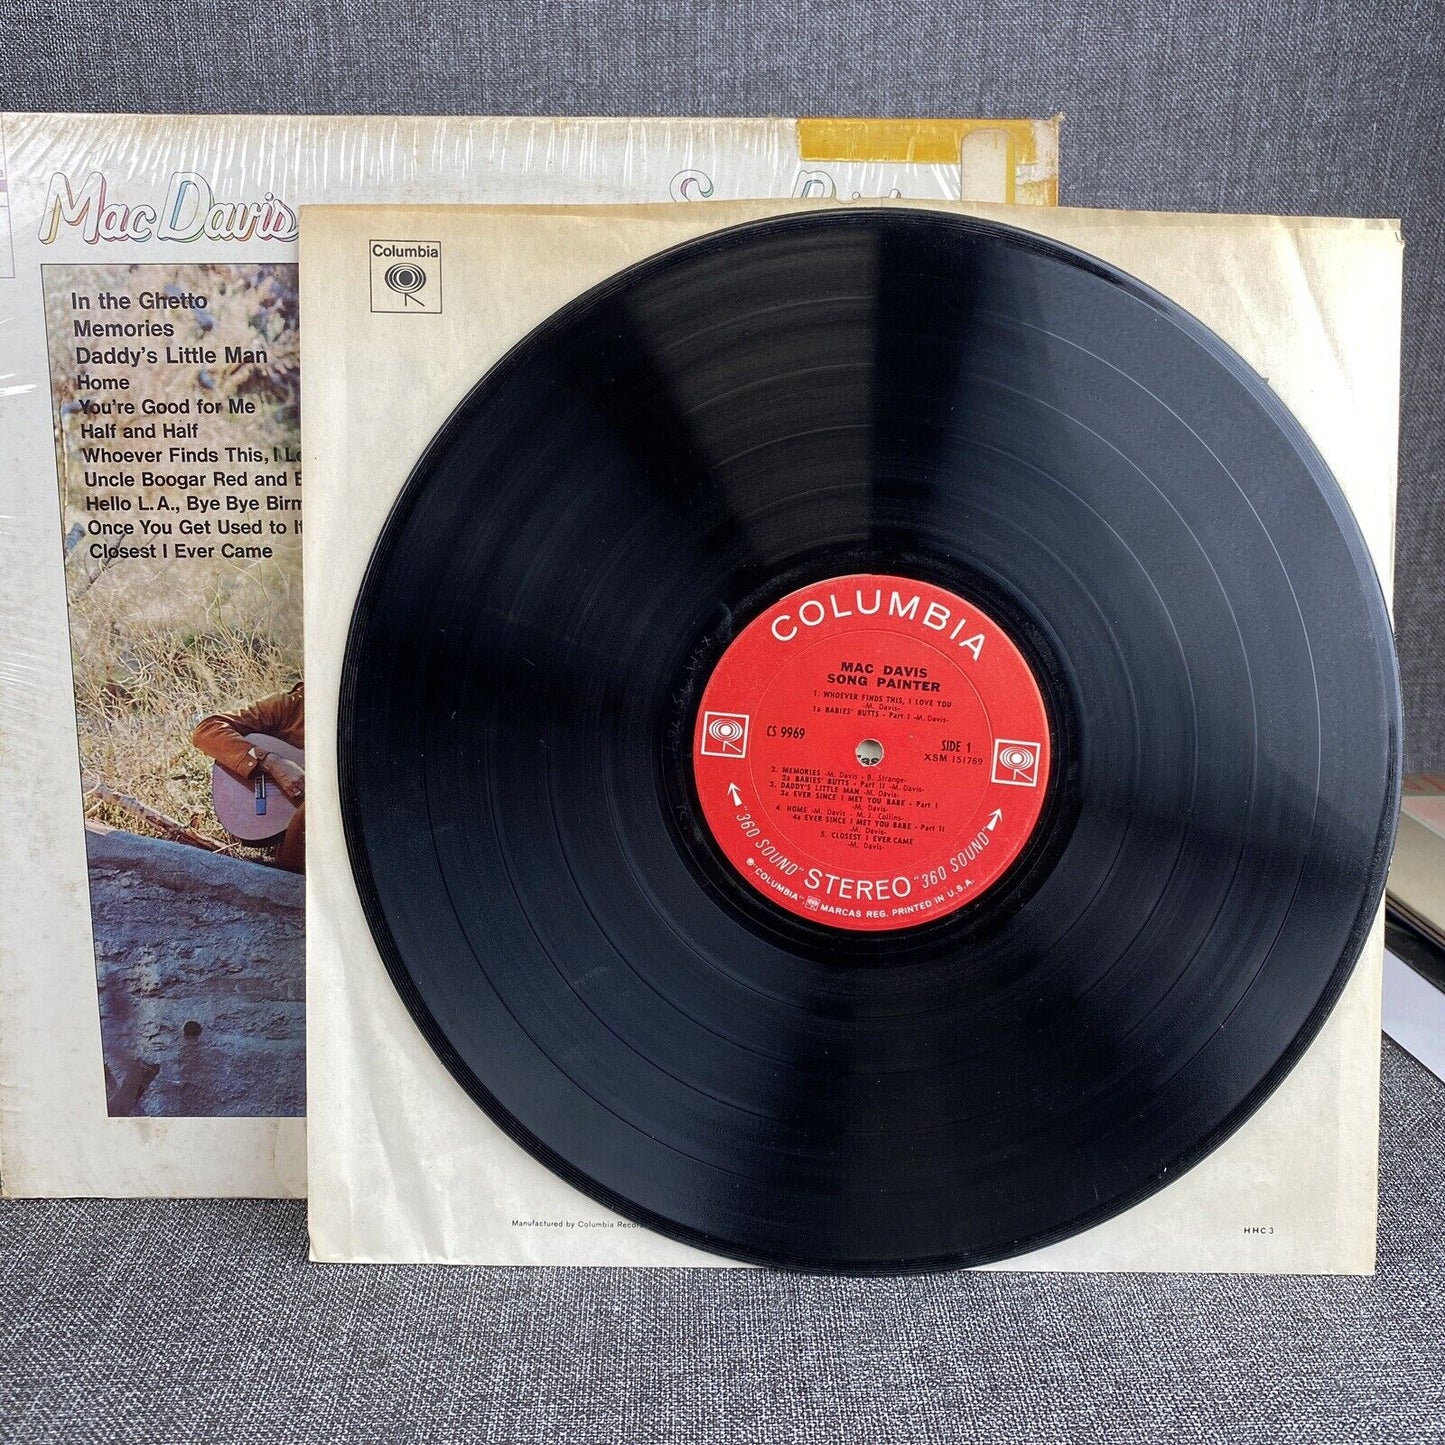 Mac Davis
In the Ghetto
Memories
Daddy's Little Man
Home
You're Good for Me
Half and Half
Whoever Finds This, I Lo
Uncle Boogar Red and B
Hello L.A., Bye Bye Birm
Once You Get Used to It
Closest I Ever Came
Columbia
COLUMBIA
MAC DAVIS
SONG PAINTER
1. WHOEVER FINDS THIS, I LOVE YOU
-M. Davis-
1a BABIES' BUTTS - Part I -M. Davis-
CS 9969
SIDE 1
XSM 151769
2. MEMORIES -M. Davis - B. Strange-
2a BABIES' BUTTS - Part II -M. Davis-
3. DADDY'S LITTLE MAN -M. Davis-
3a EVER SINCE I MET YOU BABE - Part I
-M. Davis-
4. HOME -M. Davis - M. J. Collins-
4a EVER SINCE I MET YOU BABE - Part II
-M. Davis-
5. CLOSEST I EVER CAME
-M. Davis-
"360 SOUND" STEREO "360 SOUND"
℗ "COLUMBIA", MARCAS REG. PRINTED IN U.S.A.
Manufactured by Columbia Recor
HHC 3